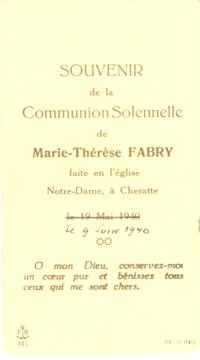 SOUVENIR
de la
Communion Solennelle
de
Marie-Thérèse FABRY
faite en l'église
Notre-Dame, à Cheratte
le 19 Mai 1940
Le 9 Juin 1940
O mon Dieu, conservez-moi
un cœur pur et bénissez tous
ceux qui me sont chers.